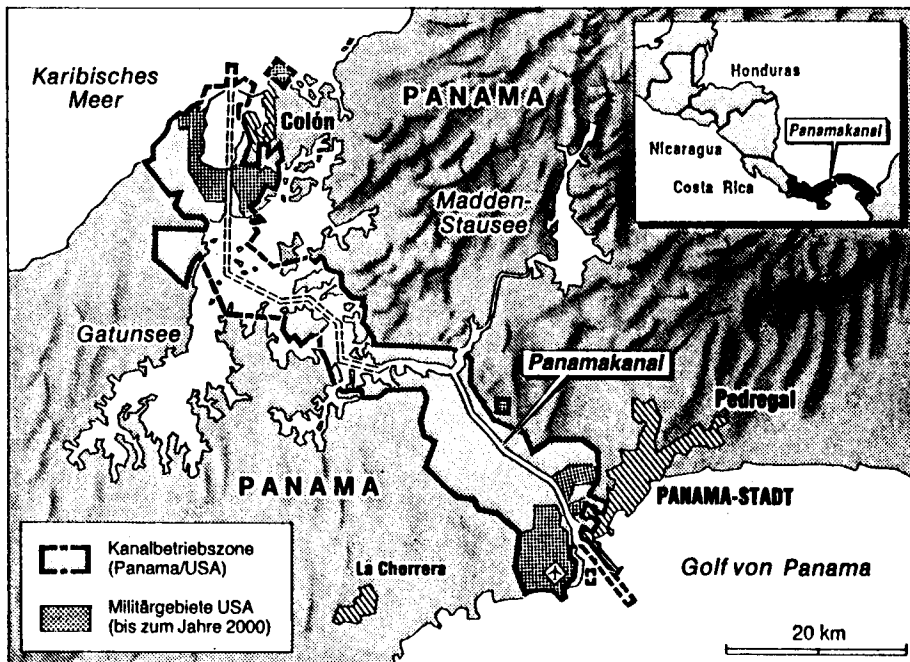 Karibisches
Meer
Colón
PANAMA
Honduras
Panamakanal
Nicaragua
Costa Rica
Madden-
Stausee
Gatunsee
Panamakanal
Pedregal
PANAMA
PANAMA-STADT
La Chorrera
Golf von Panama
Kanalbetriebszone
(Panama/USA)
Militärgebiete USA
(bis zum Jahre 2000)
20 km